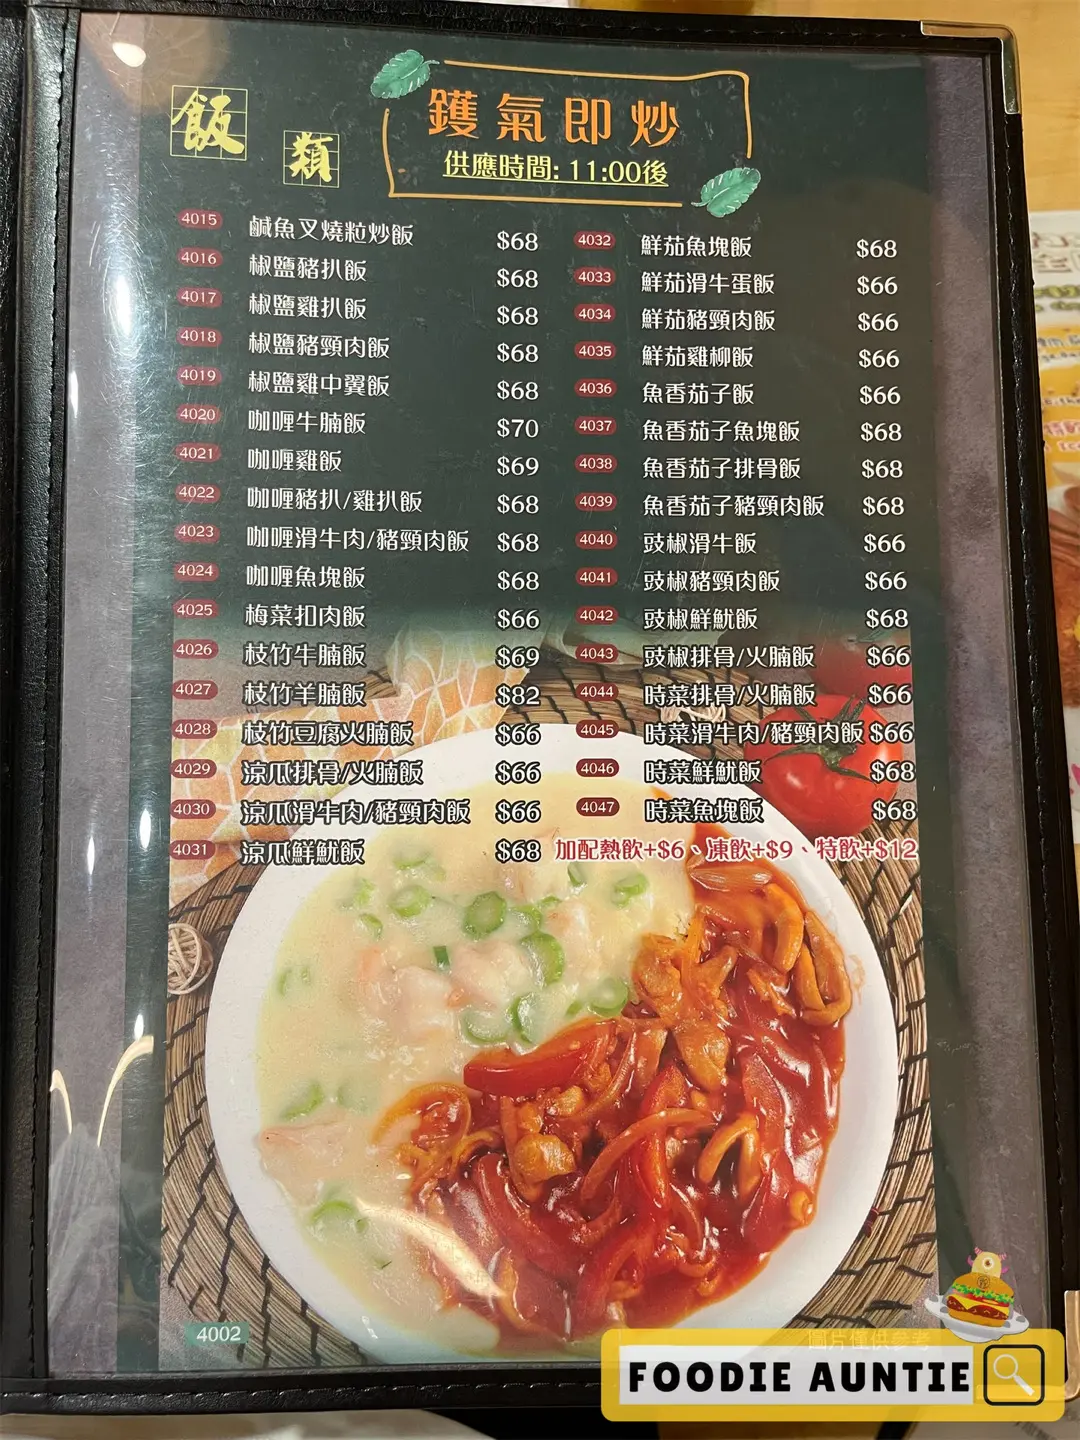 飯類
鑊氣即炒
供應時間: 11:00後
4015 鹹魚叉燒粒炒飯 $68
4016 椒鹽豬扒飯 $68
4017 椒鹽雞扒飯 $68
4018 椒鹽豬頸肉飯 $68
4019 椒鹽雞中翼飯 $68
4020 咖喱牛腩飯 $70
4021 咖喱雞飯 $69
4022 咖喱豬扒/雞扒飯 $68
4023 咖喱滑牛肉/豬頸肉飯 $68
4024 咖喱魚塊飯 $68
4025 梅菜扣肉飯 $66
4026 枝竹牛腩飯 $69
4027 枝竹羊腩飯 $82
4028 枝竹豆腐火腩飯 $66
4029 涼瓜排骨/火腩飯 $66
4030 涼瓜滑牛肉/豬頸肉飯 $66
4031 涼瓜鮮魷飯 $68
4032 鮮茄魚塊飯 $68
4033 鮮茄滑牛蛋飯 $66
4034 鮮茄豬頸肉飯 $66
4035 鮮茄雞柳飯 $66
4036 魚香茄子飯 $66
4037 魚香茄子魚塊飯 $68
4038 魚香茄子排骨飯 $68
4039 魚香茄子豬頸肉飯 $68
4040 豉椒滑牛飯 $66
4041 豉椒豬頸肉飯 $66
4042 豉椒鮮魷飯 $68
4043 豉椒排骨/火腩飯 $66
4044 時菜排骨/火腩飯 $66
4045 時菜滑牛肉/豬頸肉飯 $66
4046 時菜鮮魷飯 $68
4047 時菜魚塊飯 $68
加配熱飲+$6、凍飲+$9、特飲+$12
4002
圖片僅供參考
FOODIE AUNTIE